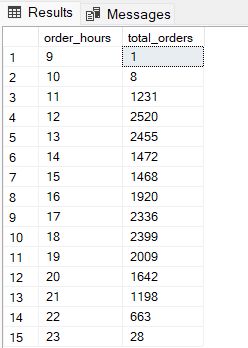 Results Messages
order_hours total_orders
1 9 1
2 10 8
3 11 1231
4 12 2520
5 13 2455
6 14 1472
7 15 1468
8 16 1920
9 17 2336
10 18 2399
11 19 2009
12 20 1642
13 21 1198
14 22 663
15 23 28